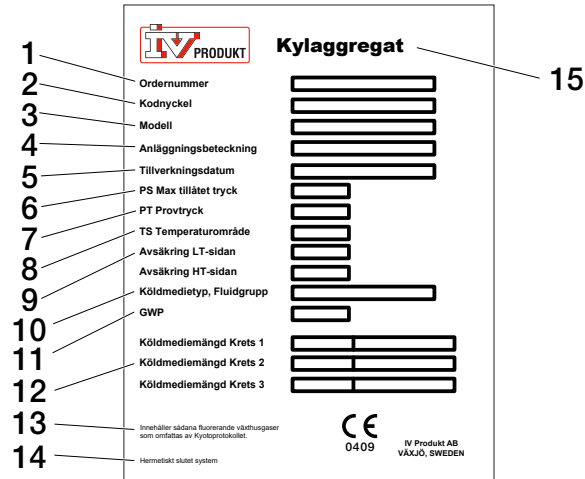 IV PRODUKT
Kylaggregat
15
1 Ordernummer
2 Kodnyckel
3 Modell
4 Anläggningsbeteckning
5 Tillverkningsdatum
6 PS Max tillåtet tryck
7 PT Provtryck
8 TS Temperaturområde
9 Avsäkring LT-sidan
Avsäkring HT-sidan
10 Köldmedietyp, Fluidgrupp
11 GWP
Köldmediemängd Krets 1
12 Köldmediemängd Krets 2
Köldmediemängd Krets 3
13 Innehåller sådana fluorerande växthusgaser
som omfattas av Kyotoprotokollet.
14 Hermetiskt slutet system
CE
0409
IV Produkt AB
VÄXJÖ, SWEDEN